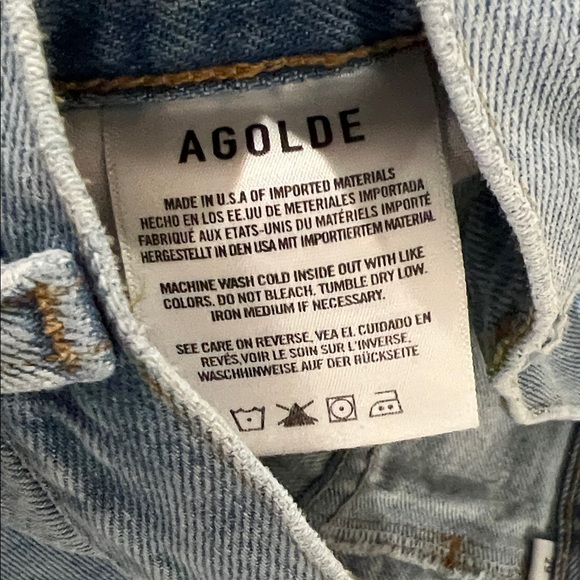 AGOLDE
MADE IN U.S.A OF IMPORTED MATERIALS
HECHO EN LOS EE.UU DE METERIALES IMPORTADA
FABRIQUÉ AUX ETATS-UNIS DU MATÉRIELS IMPORTÉ
HERGESTELLT IN DEN USA MIT IMPORTIERTEM MATERIAL
MACHINE WASH COLD INSIDE OUT WITH LIKE
COLORS. DO NOT BLEACH. TUMBLE DRY LOW.
IRON MEDIUM IF NECESSARY.
SEE CARE ON REVERSE, VEA EL CUIDADO EN
REVÉS,VOIR LE SOIN SUR L'INVERSE.
WASCHHINWEISE AUF DER RÜCKSEITE